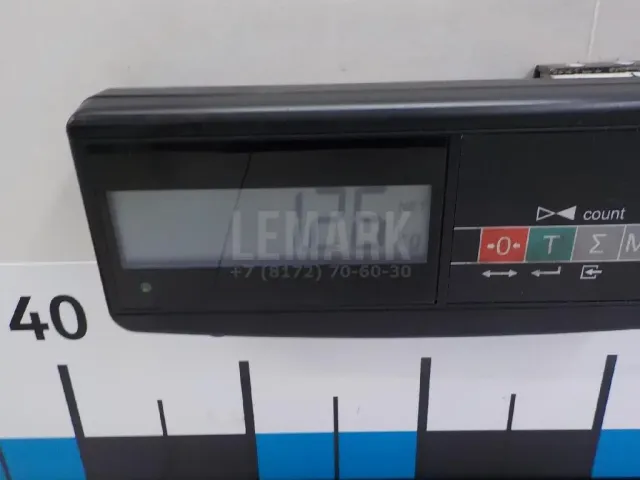 LEMARK
+7 (8172) 70-60-30
count
→0← T Σ M
40